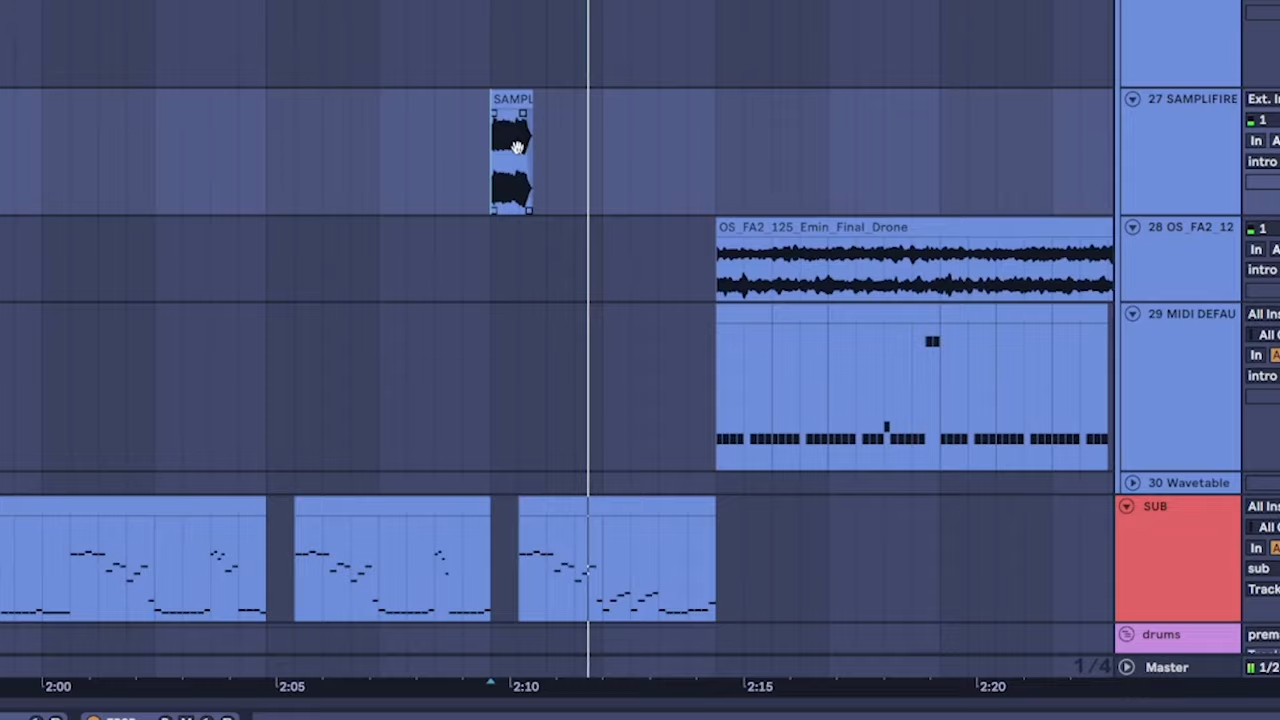 SAMPL
27 SAMPLIFIRE
Ext. I
1
In A
intro
OS_FA2_125_Emin_Final_Drone
28 OS_FA2_12
1
In A
intro
29 MIDI DEFAU
All Ins
All C
In A
intro
30 Wavetable
SUB
All Ins
All C
In A
sub
Track
drums
prem
1/4
Master
1/2
2:00
2:05
2:10
2:15
2:20